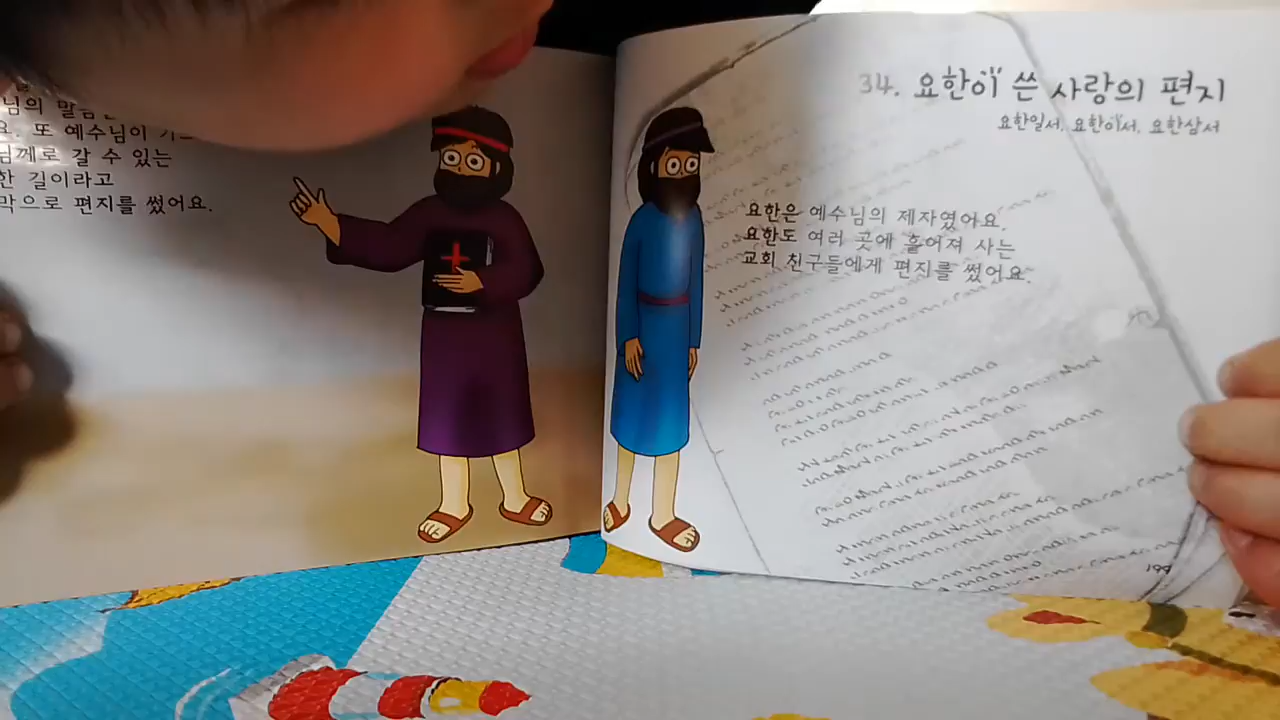 님의 말씀
요. 또 예수님이
님께로 갈 수 있는
한 길이라고
막으로 편지를 썼어요.
34. 요한이 쓴 사랑의 편지
요한일서, 요한이서, 요한삼서
요한은 예수님의 제자였어요.
요한도 여러 곳에 흩어져 사는
교회 친구들에게 편지를 썼어요.